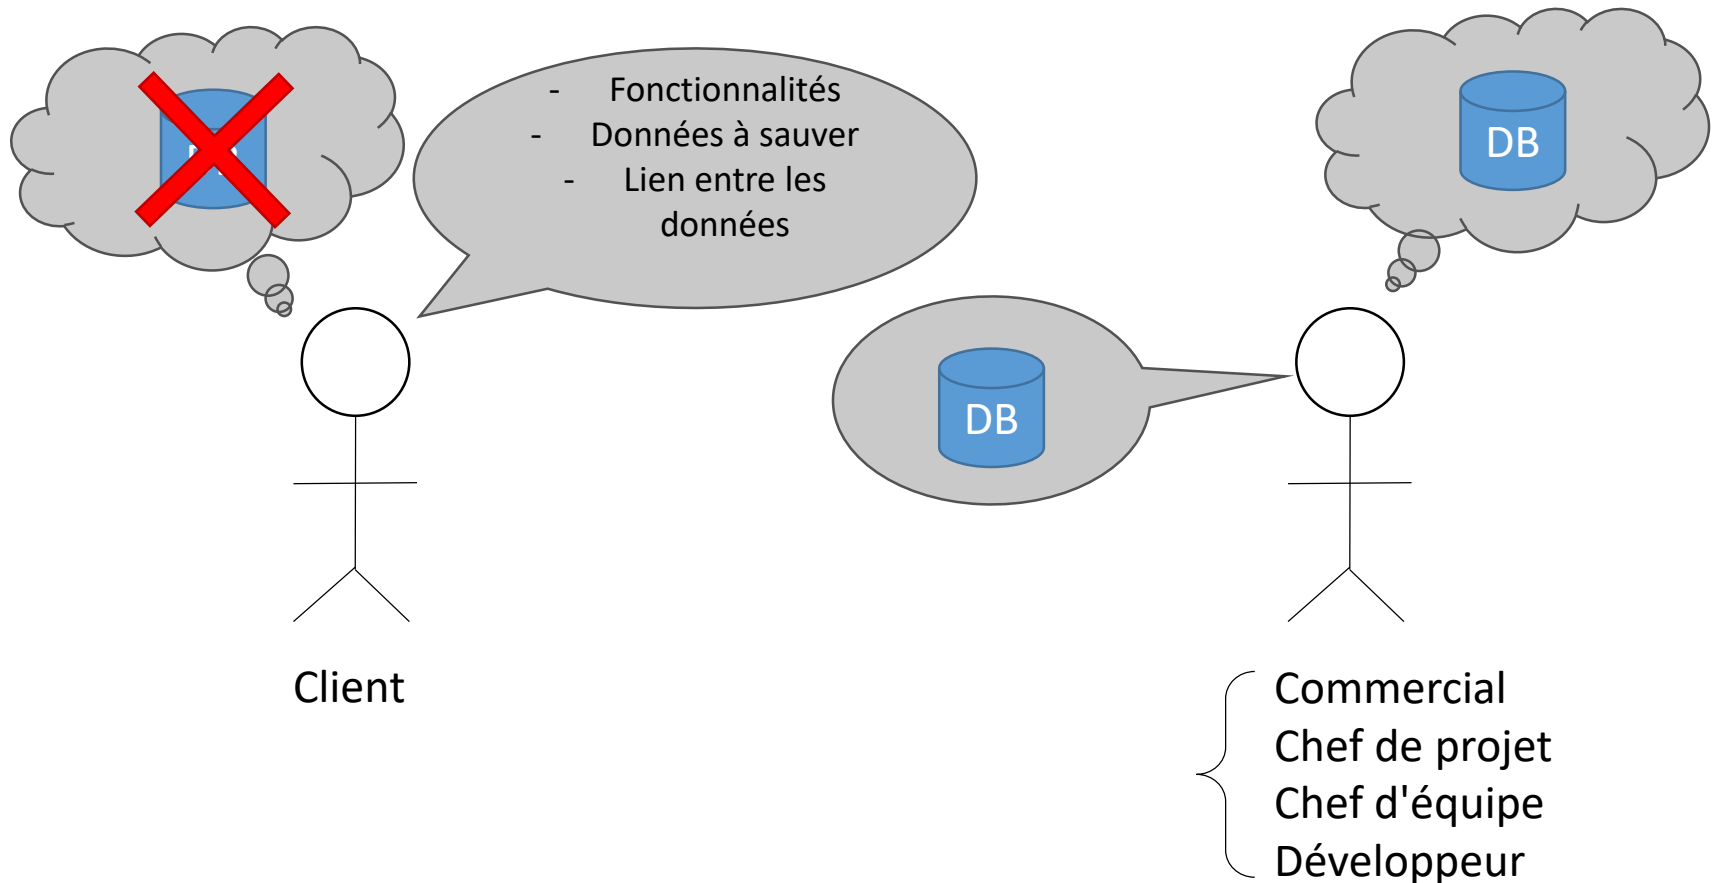 - Fonctionnalités
- Données à sauver
- Lien entre les
données
DB
DB
Client
Commercial
Chef de projet
Chef d'équipe
Développeur